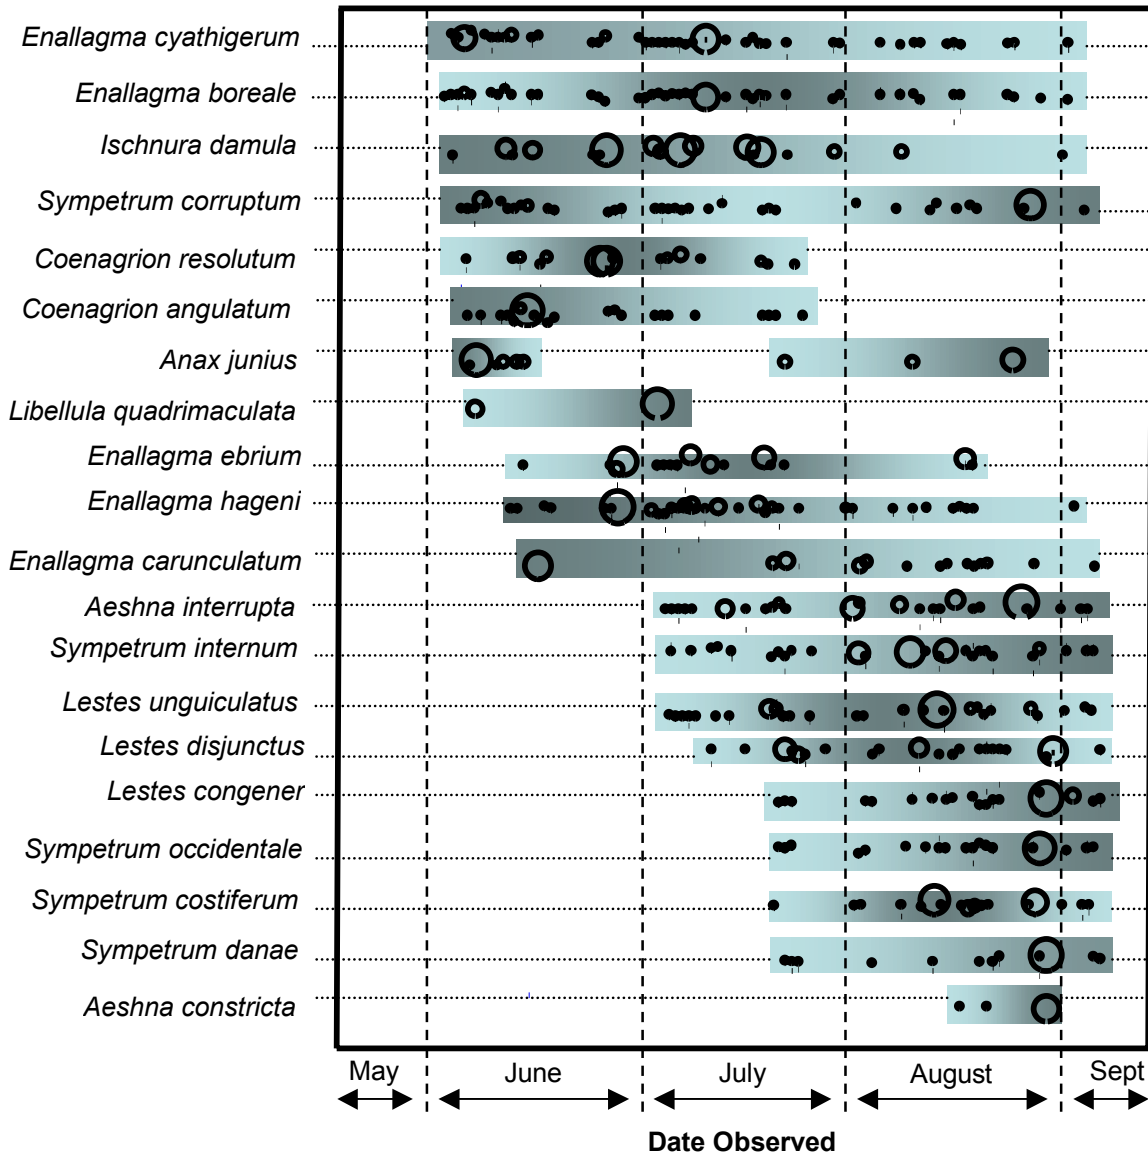 Enallagma cyathigerum
Enallagma boreale
Ischnura damula
Sympetrum corruptum
Coenagrion resolutum
Coenagrion angulatum
Anax junius
Libellula quadrimaculata
Enallagma ebrium
Enallagma hageni
Enallagma carunculatum
Aeshna interrupta
Sympetrum internum
Lestes unguiculatus
Lestes disjunctus
Lestes congener
Sympetrum occidentale
Sympetrum costiferum
Sympetrum danae
Aeshna constricta
May June July August Sept
Date Observed